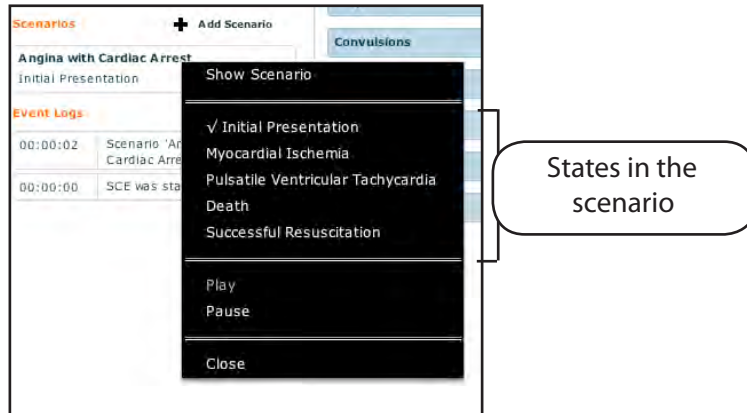 Scenarios
Add Scenario
Convulsions
Angina with Cardiac Arrest
Initial Presentation
Show Scenario
Event Logs
√ Initial Presentation
00:00:02 Scenario 'An
Cardiac Arre
Myocardial Ischemia
Pulsatile Ventricular Tachycardia
00:00:00 SCE was sta
Death
Successful Resuscitation
Play
Pause
Close
States in the
scenario